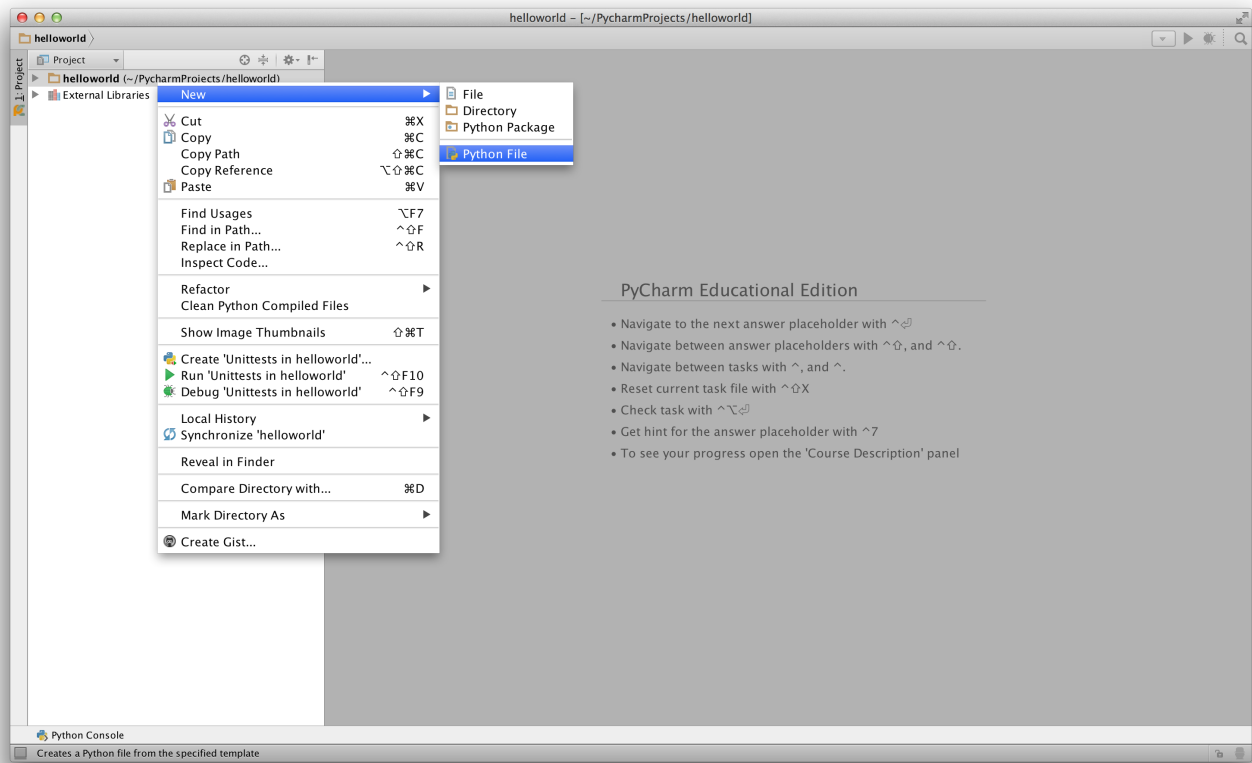 helloworld – [~/PycharmProjects/helloworld]
helloworld
1: Project
Project
helloworld (~/PycharmProjects/helloworld)
External Libraries
New
Cut ⌘X
Copy ⌘C
Copy Path ⇧⌘C
Copy Reference ⌥⇧⌘C
Paste ⌘V
Find Usages ⌥F7
Find in Path... ^⇧F
Replace in Path... ^⇧R
Inspect Code...
Refactor
Clean Python Compiled Files
Show Image Thumbnails ⇧⌘T
Create 'Unittests in helloworld'...
Run 'Unittests in helloworld' ^⇧F10
Debug 'Unittests in helloworld' ^⇧F9
Local History
Synchronize 'helloworld'
Reveal in Finder
Compare Directory with... ⌘D
Mark Directory As
Create Gist...
File
Directory
Python Package
Python File
PyCharm Educational Edition
• Navigate to the next answer placeholder with ^⏎
• Navigate between answer placeholders with ^⇧, and ^⇧.
• Navigate between tasks with ^, and ^.
• Reset current task file with ^⇧X
• Check task with ^⌥⏎
• Get hint for the answer placeholder with ^7
• To see your progress open the 'Course Description' panel
Python Console
Creates a Python file from the specified template